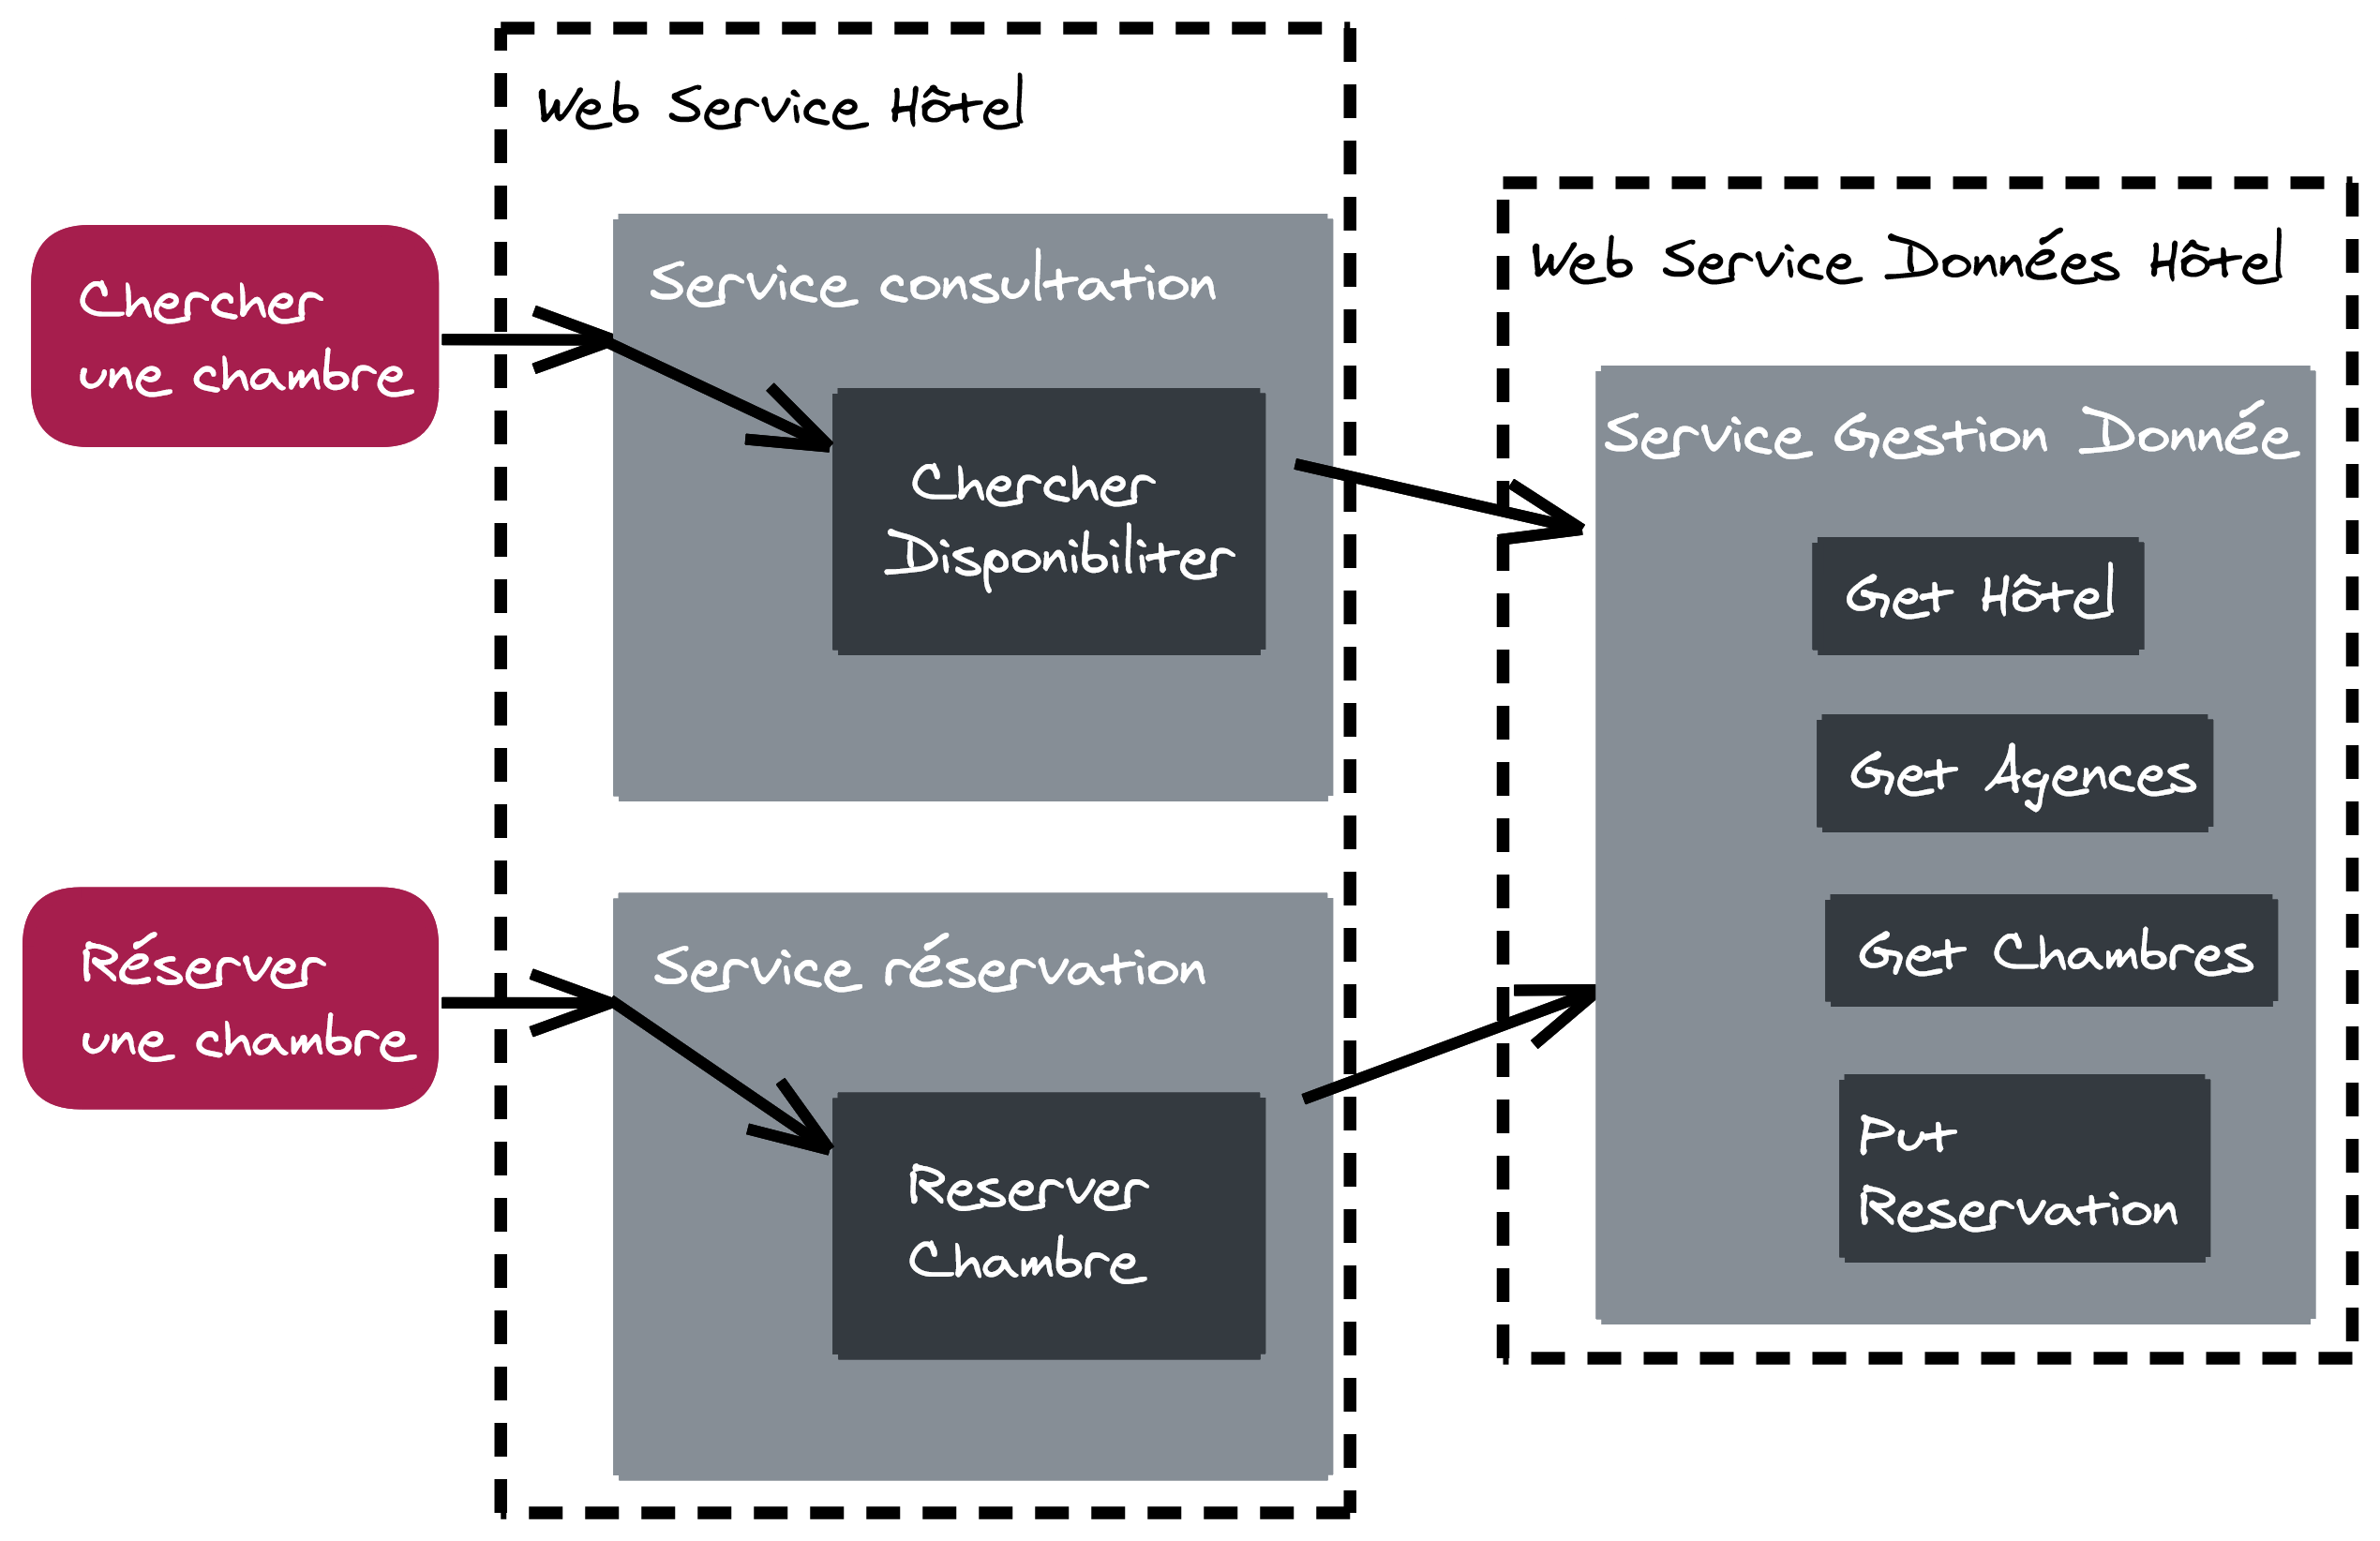 Web Service Hôtel
Chercher
une chambre
Service consultation
Chercher
Disponibiliter
Réserver
une chambre
Service réservation
Reserver
Chambre
Web Service Données Hôtel
Service Gestion Donnée
Get Hôtel
Get Agences
Get Chambres
Put
Reservation